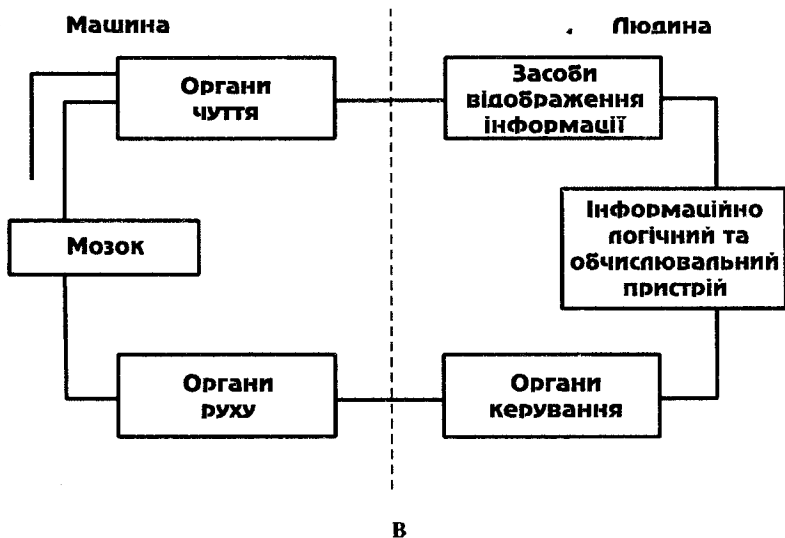 Машина
Людина
Органи
чуття
Засоби
відображення
інформації
Мозок
Інформаційно
логічний та
обчислювальний
пристрій
Органи
руху
Органи
керування
В